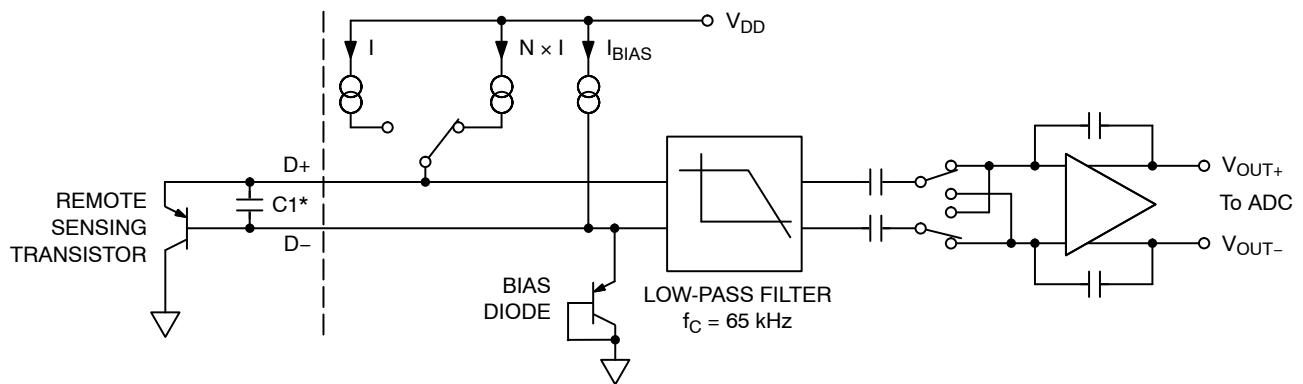 V_DD
I
N × I
I_BIAS
D+
REMOTE
SENSING
TRANSISTOR
C1*
D−
BIAS
DIODE
LOW-PASS FILTER
f_C = 65 kHz
V_OUT+
To ADC
V_OUT−